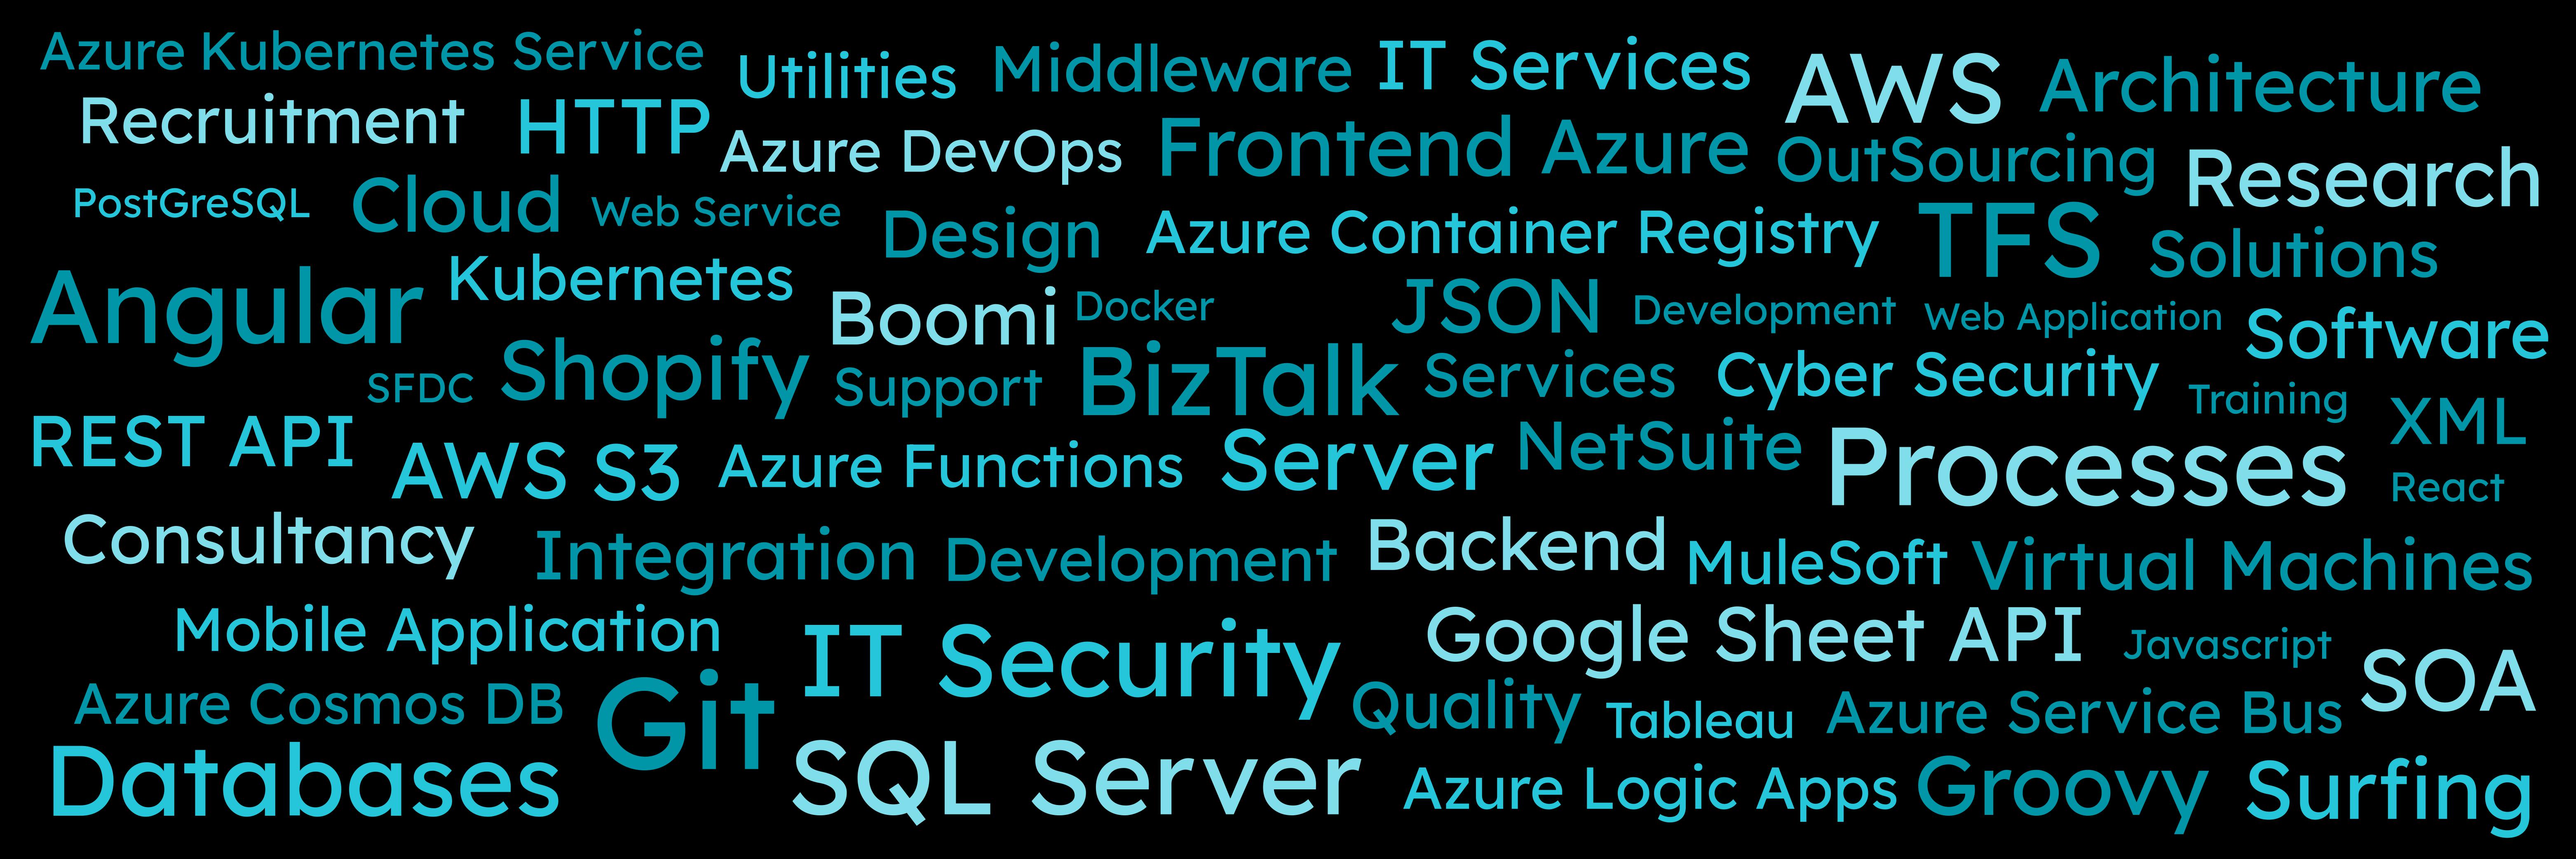 Azure Kubernetes Service
Utilities
Middleware
IT Services
AWS
Architecture
Recruitment
HTTP
Azure DevOps
Frontend
Azure
OutSourcing
Research
PostGreSQL
Cloud
Web Service
Design
Azure Container Registry
TFS
Solutions
Angular
Kubernetes
Boomi
Docker
JSON
Development
Web Application
Software
SFDC
Shopify
Support
BizTalk
Services
Cyber Security
Training
XML
REST API
AWS S3
Azure Functions
Server
NetSuite
Processes
React
Consultancy
Integration
Development
Backend
MuleSoft
Virtual Machines
Mobile Application
IT Security
Google Sheet API
Javascript
SOA
Azure Cosmos DB
Git
Quality
Tableau
Azure Service Bus
Databases
SQL Server
Azure Logic Apps
Groovy
Surfing